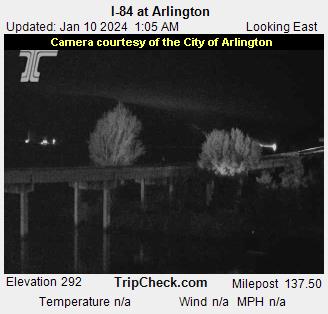 I-84 at Arlington
Updated: Jan 10 2024 1:05 AM Looking East
Camera courtesy of the City of Arlington
Elevation 292 TripCheck.com Milepost 137.50
Temperature n/a Wind n/a MPH n/a